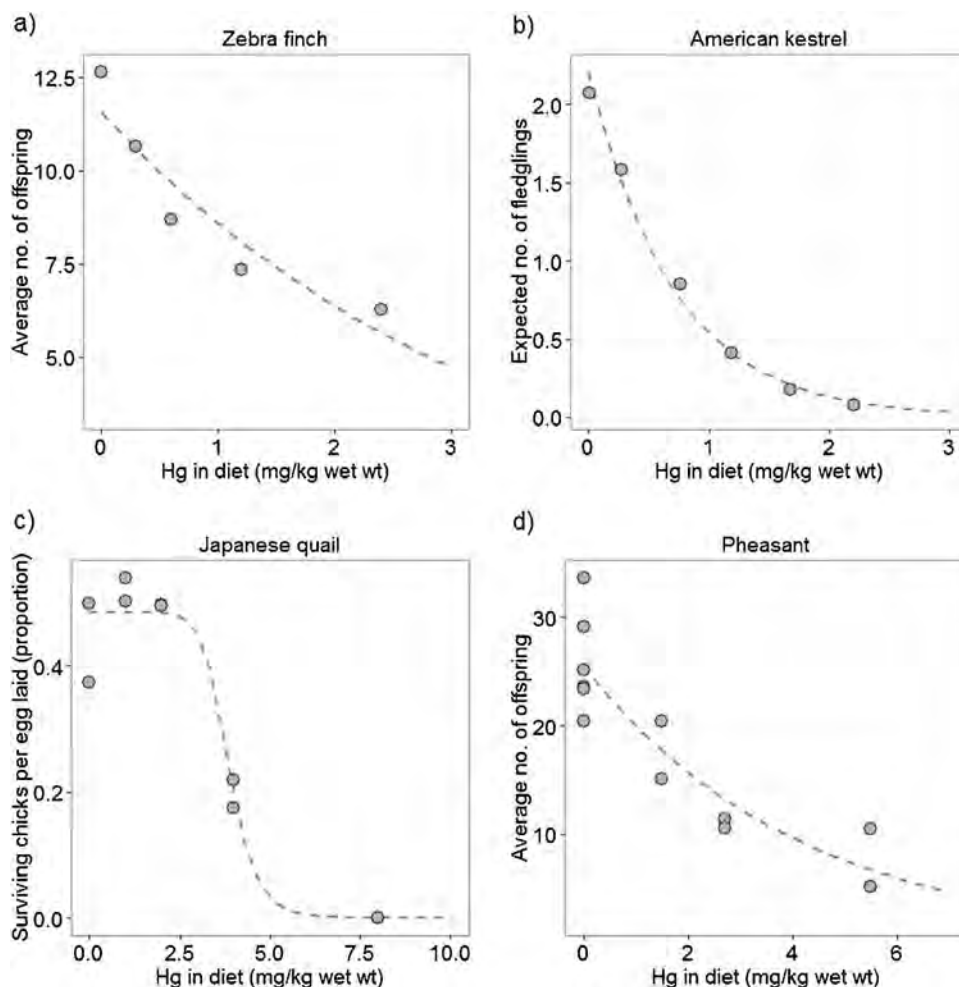 a)
Zebra finch
12.5
10.0
7.5
5.0
Average no. of offspring
0 1 2 3
Hg in diet (mg/kg wet wt)
b)
American kestrel
2.0
1.5
1.0
0.5
0.0
Expected no. of fledglings
0 1 2 3
Hg in diet (mg/kg wet wt)
c)
Japanese quail
0.4
0.2
0.0
Surviving chicks per egg laid (proportion)
0.0 2.5 5.0 7.5 10.0
Hg in diet (mg/kg wet wt)
d)
Pheasant
30
20
10
Average no. of offspring
0 2 4 6
Hg in diet (mg/kg wet wt)